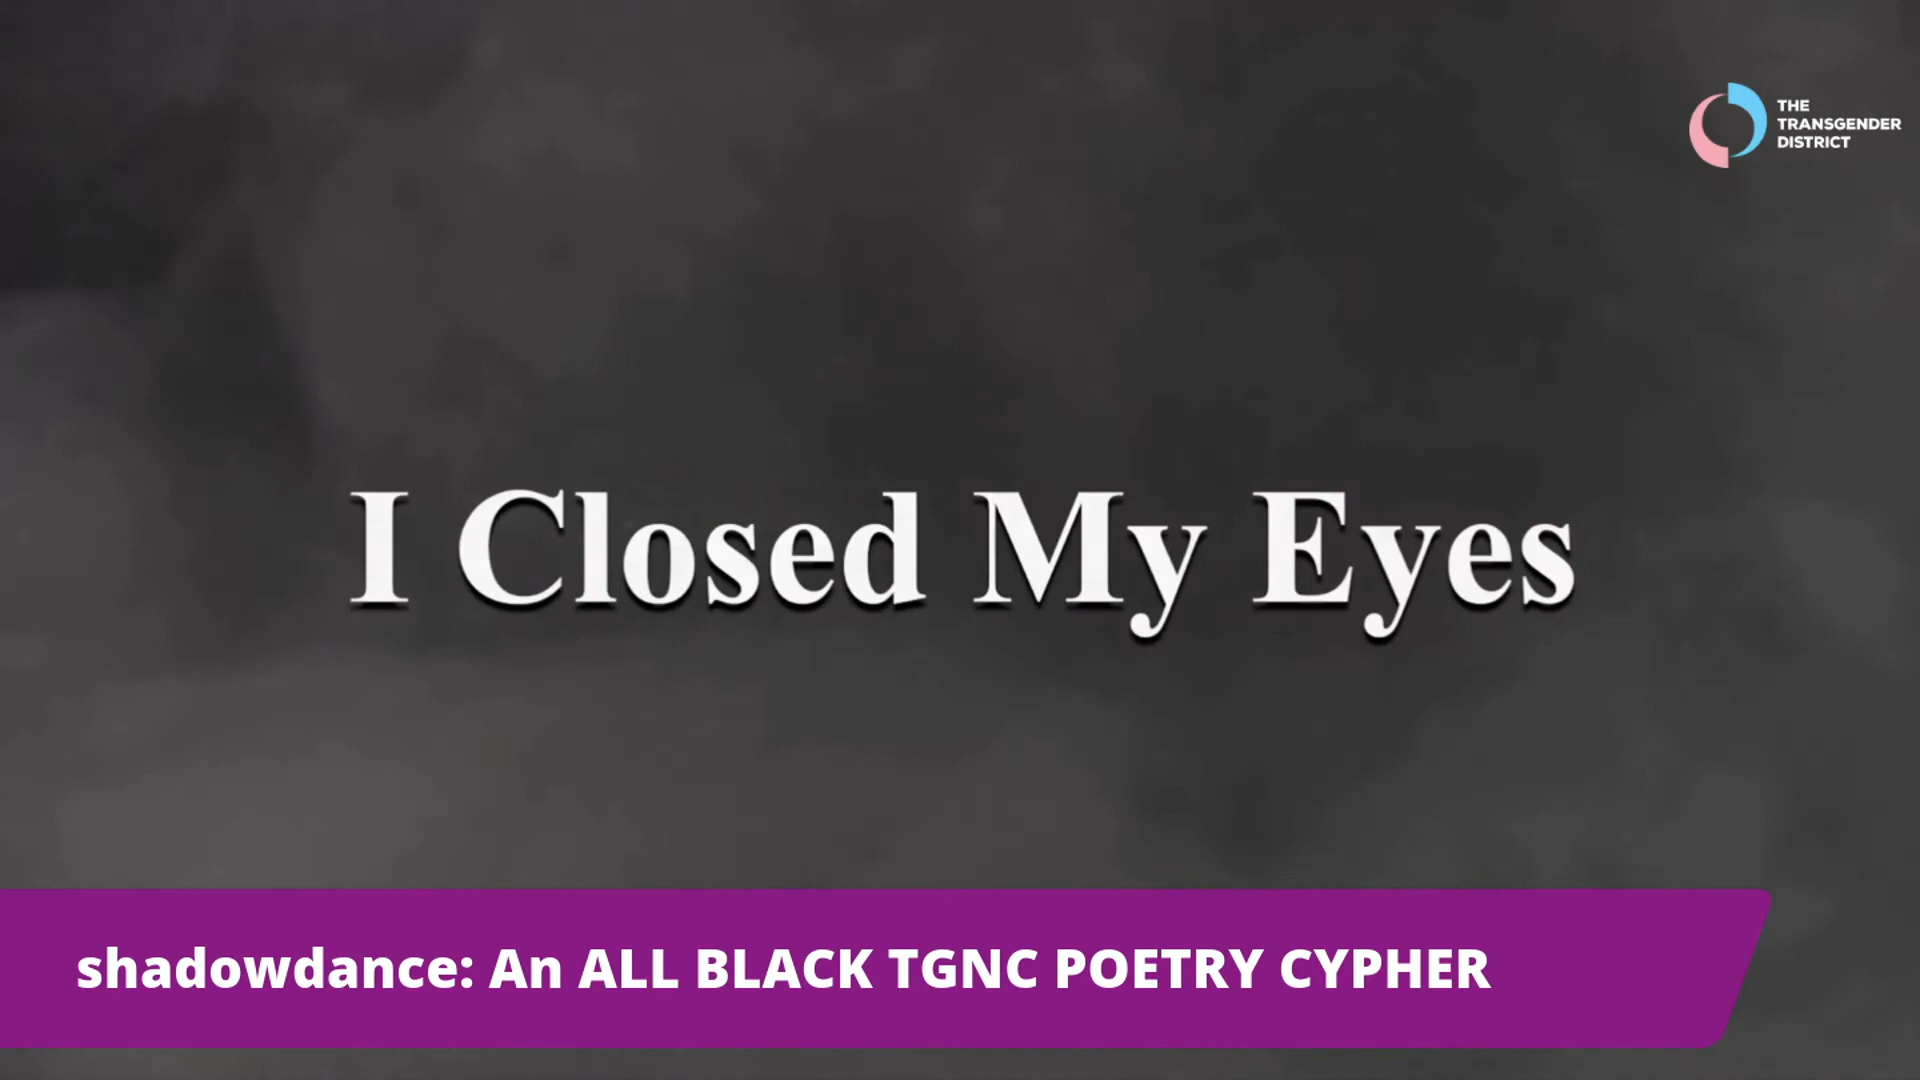 THE
TRANSGENDER
DISTRICT
I Closed My Eyes
shadowdance: An ALL BLACK TGNC POETRY CYPHER